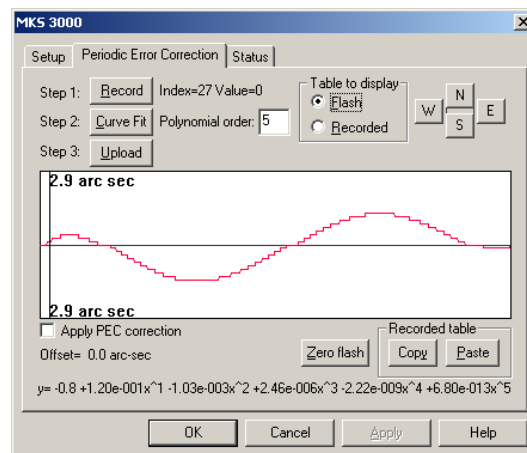 MKS 3000
Setup Periodic Error Correction Status
Step 1: Record Index=27 Value=0
Step 2: Curve Fit Polynomial order: 5
Step 3: Upload
Table to display
Flash
Recorded
N
W E
S
2.9 arc sec
2.9 arc sec
Apply PEC correction
Offset= 0.0 arc-sec
Zero flash
Recorded table
Copy Paste
y= -0.8 +1.20e-001x^1 -1.03e-003x^2 +2.46e-006x^3 -2.22e-009x^4 +6.80e-013x^5
OK Cancel Apply Help